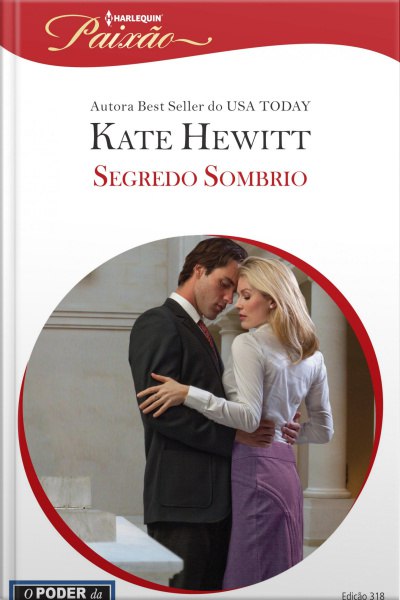 HARLEQUIN
Paixão
Autora Best Seller do USA TODAY
KATE HEWITT
SEGREDO SOMBRIO
Edição 318
O PODER da